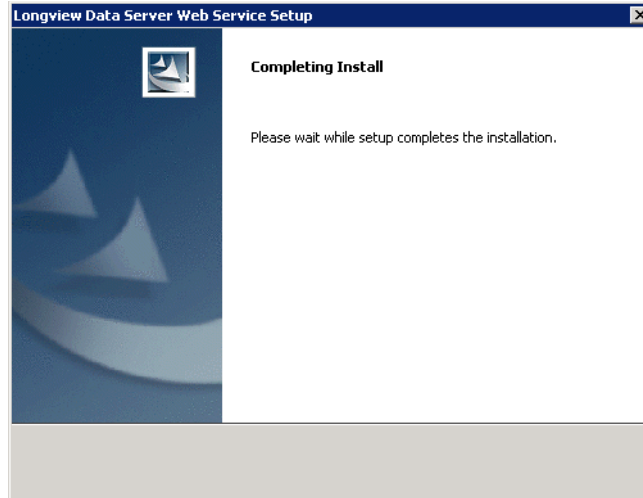 Longview Data Server Web Service Setup
Completing Install
Please wait while setup completes the installation.